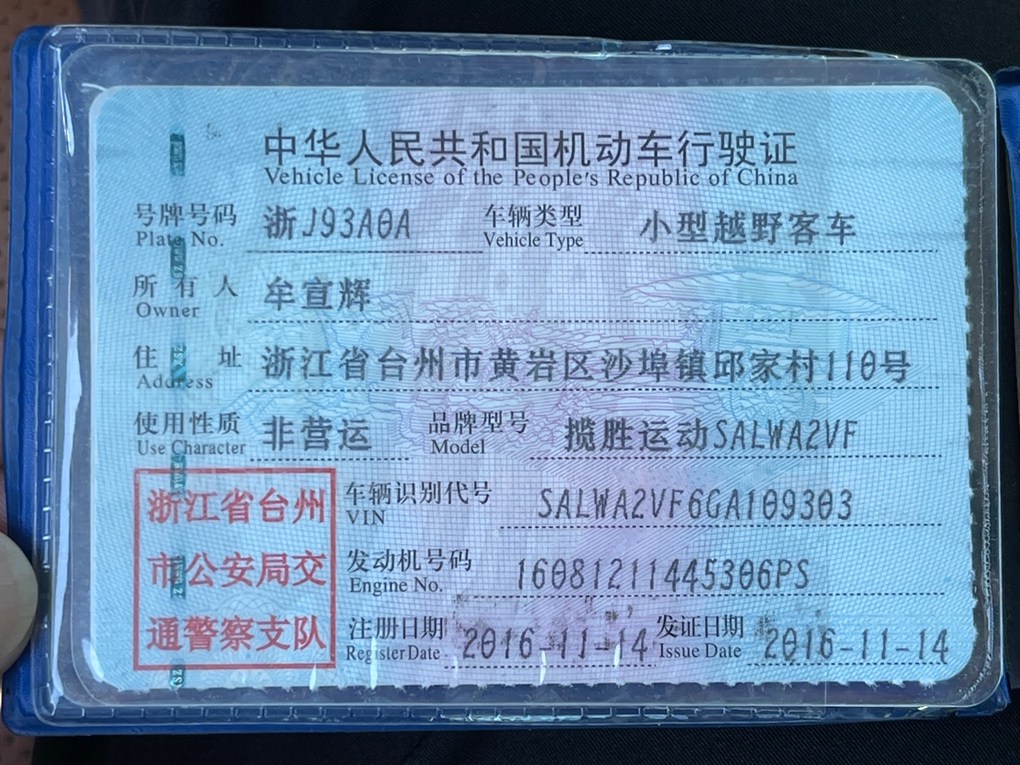 中华人民共和国机动车行驶证
Vehicle License of the People's Republic of China
号牌号码 浙J93A0A 车辆类型 小型越野客车
Plate No. Vehicle Type
所有人 牟宣辉
Owner
住址 浙江省台州市黄岩区沙埠镇邱家村110号
Address
使用性质 非营运 品牌型号 揽胜运动SALWA2VF
Use Character Model
浙江省台州
市公安局交
通警察支队
车辆识别代号 SALWA2VF6GA109303
VIN
发动机号码 16081211445306PS
Engine No.
注册日期 2016-11-14 发证日期 2016-11-14
Register Date Issue Date